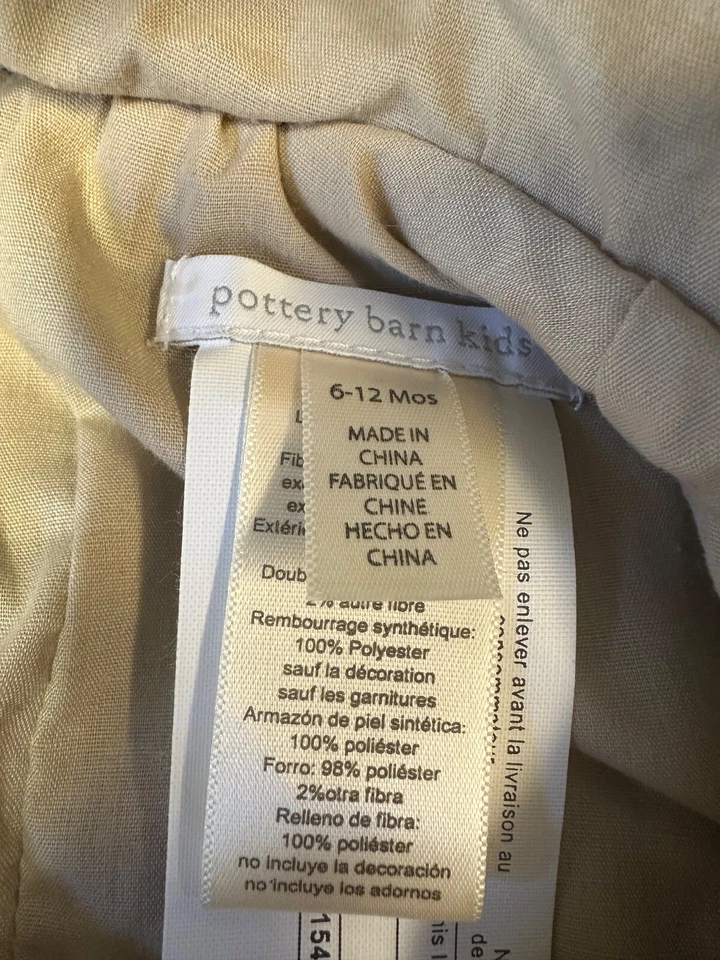 pottery barn kids
6-12 Mos
MADE IN
CHINA
FABRIQUÉ EN
CHINE
HECHO EN
CHINA
Extéri
Doub
2% autre fibre
Rembourrage synthétique:
100% Polyester
sauf la décoration
sauf les garnitures
Armazón de piel sintética:
100% poliéster
Forro: 98% poliéster
2%otra fibra
Relleno de fibra:
100% poliéster
no incluye la decoración
no incluye los adornos
Ne pas enlever avant la livraison au
154